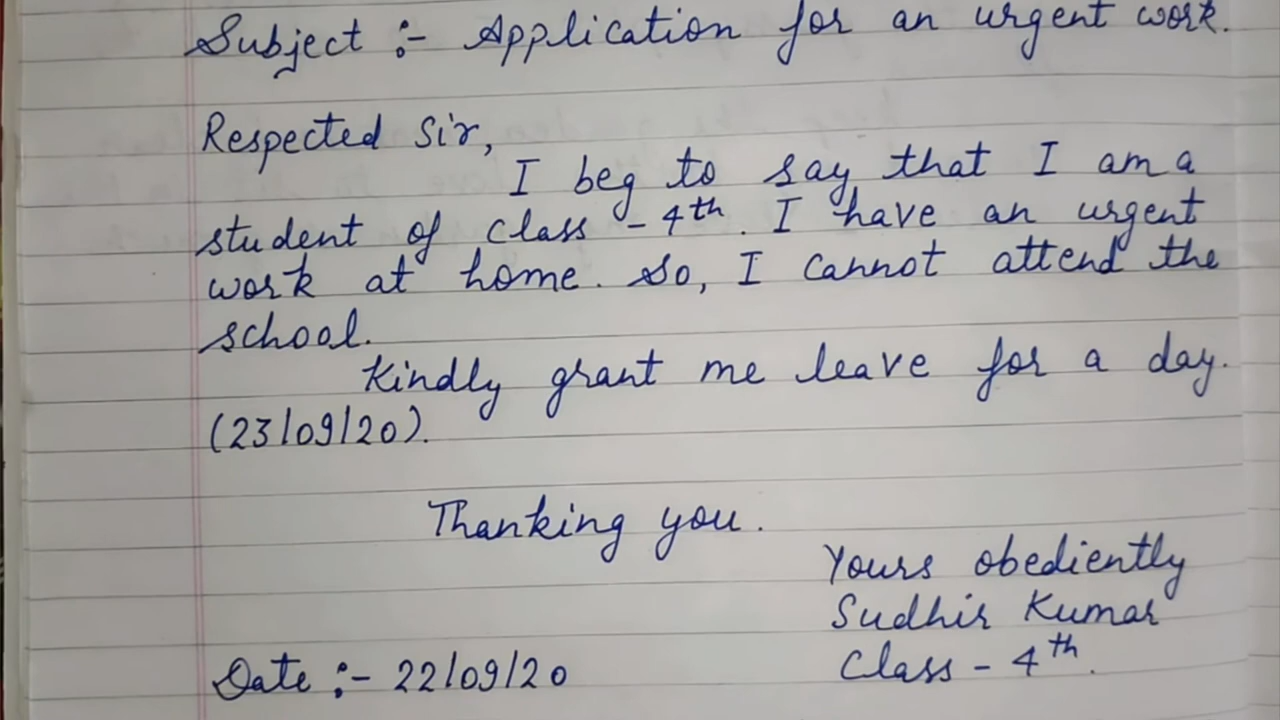 Subject :- Application for an urgent work.
Respected Sir,
I beg to say that I am a
student of class - 4th. I have an urgent
work at home. So, I cannot attend the
school.
Kindly grant me leave for a day.
(23/09/20).
Thanking you.
Yours obediently
Sudhir Kumar
Class - 4th.
Date :- 22/09/20